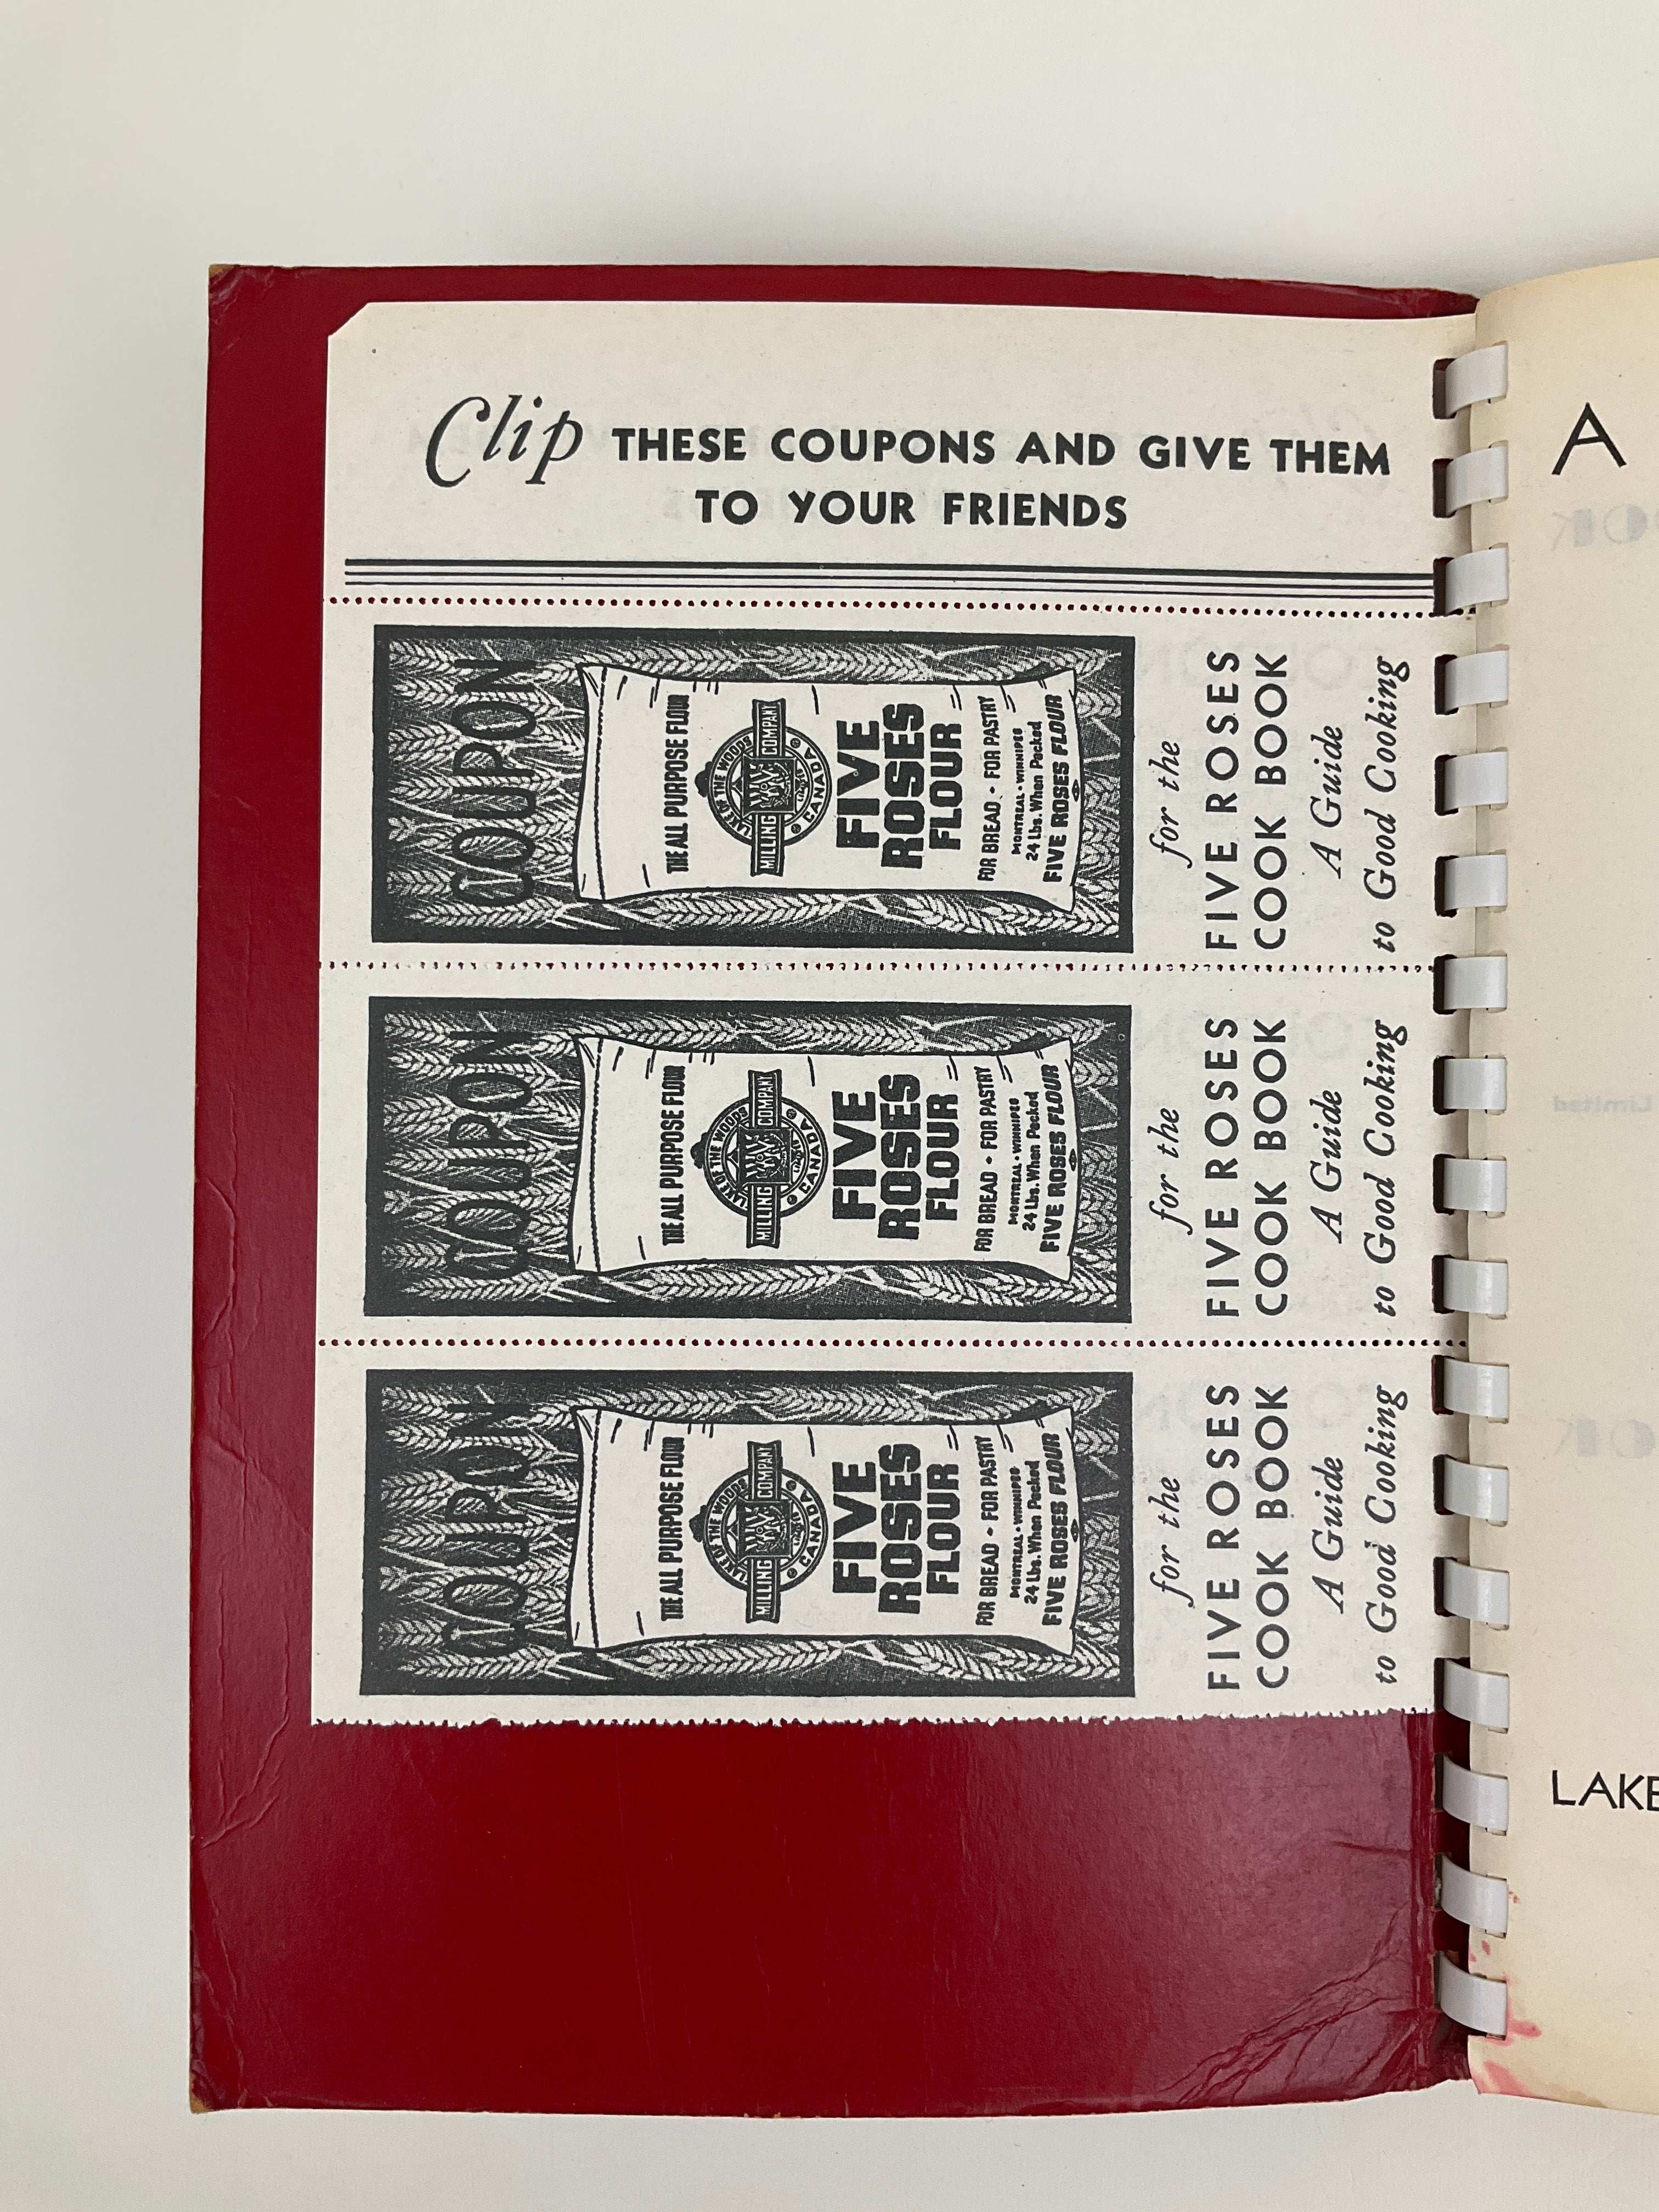 Clip THESE COUPONS AND GIVE THEM
TO YOUR FRIENDS
COUPON
THE ALL PURPOSE FLOUR
LAKE OF THE WOODS
MILLING COMPANY
CANADA
FIVE
ROSES
FLOUR
FOR BREAD - FOR PASTRY
MONTREAL • WINNIPEG
24 Lbs. When Packed
FIVE ROSES FLOUR
for the
FIVE ROSES
COOK BOOK
A Guide
to Good Cooking
COUPON
THE ALL PURPOSE FLOUR
LAKE OF THE WOODS
MILLING COMPANY
CANADA
FIVE
ROSES
FLOUR
FOR BREAD - FOR PASTRY
MONTREAL • WINNIPEG
24 Lbs. When Packed
FIVE ROSES FLOUR
for the
FIVE ROSES
COOK BOOK
A Guide
to Good Cooking
COUPON
THE ALL PURPOSE FLOUR
LAKE OF THE WOODS
MILLING COMPANY
CANADA
FIVE
ROSES
FLOUR
FOR BREAD - FOR PASTRY
MONTREAL • WINNIPEG
24 Lbs. When Packed
FIVE ROSES FLOUR
for the
FIVE ROSES
COOK BOOK
A Guide
to Good Cooking
A
LAKE